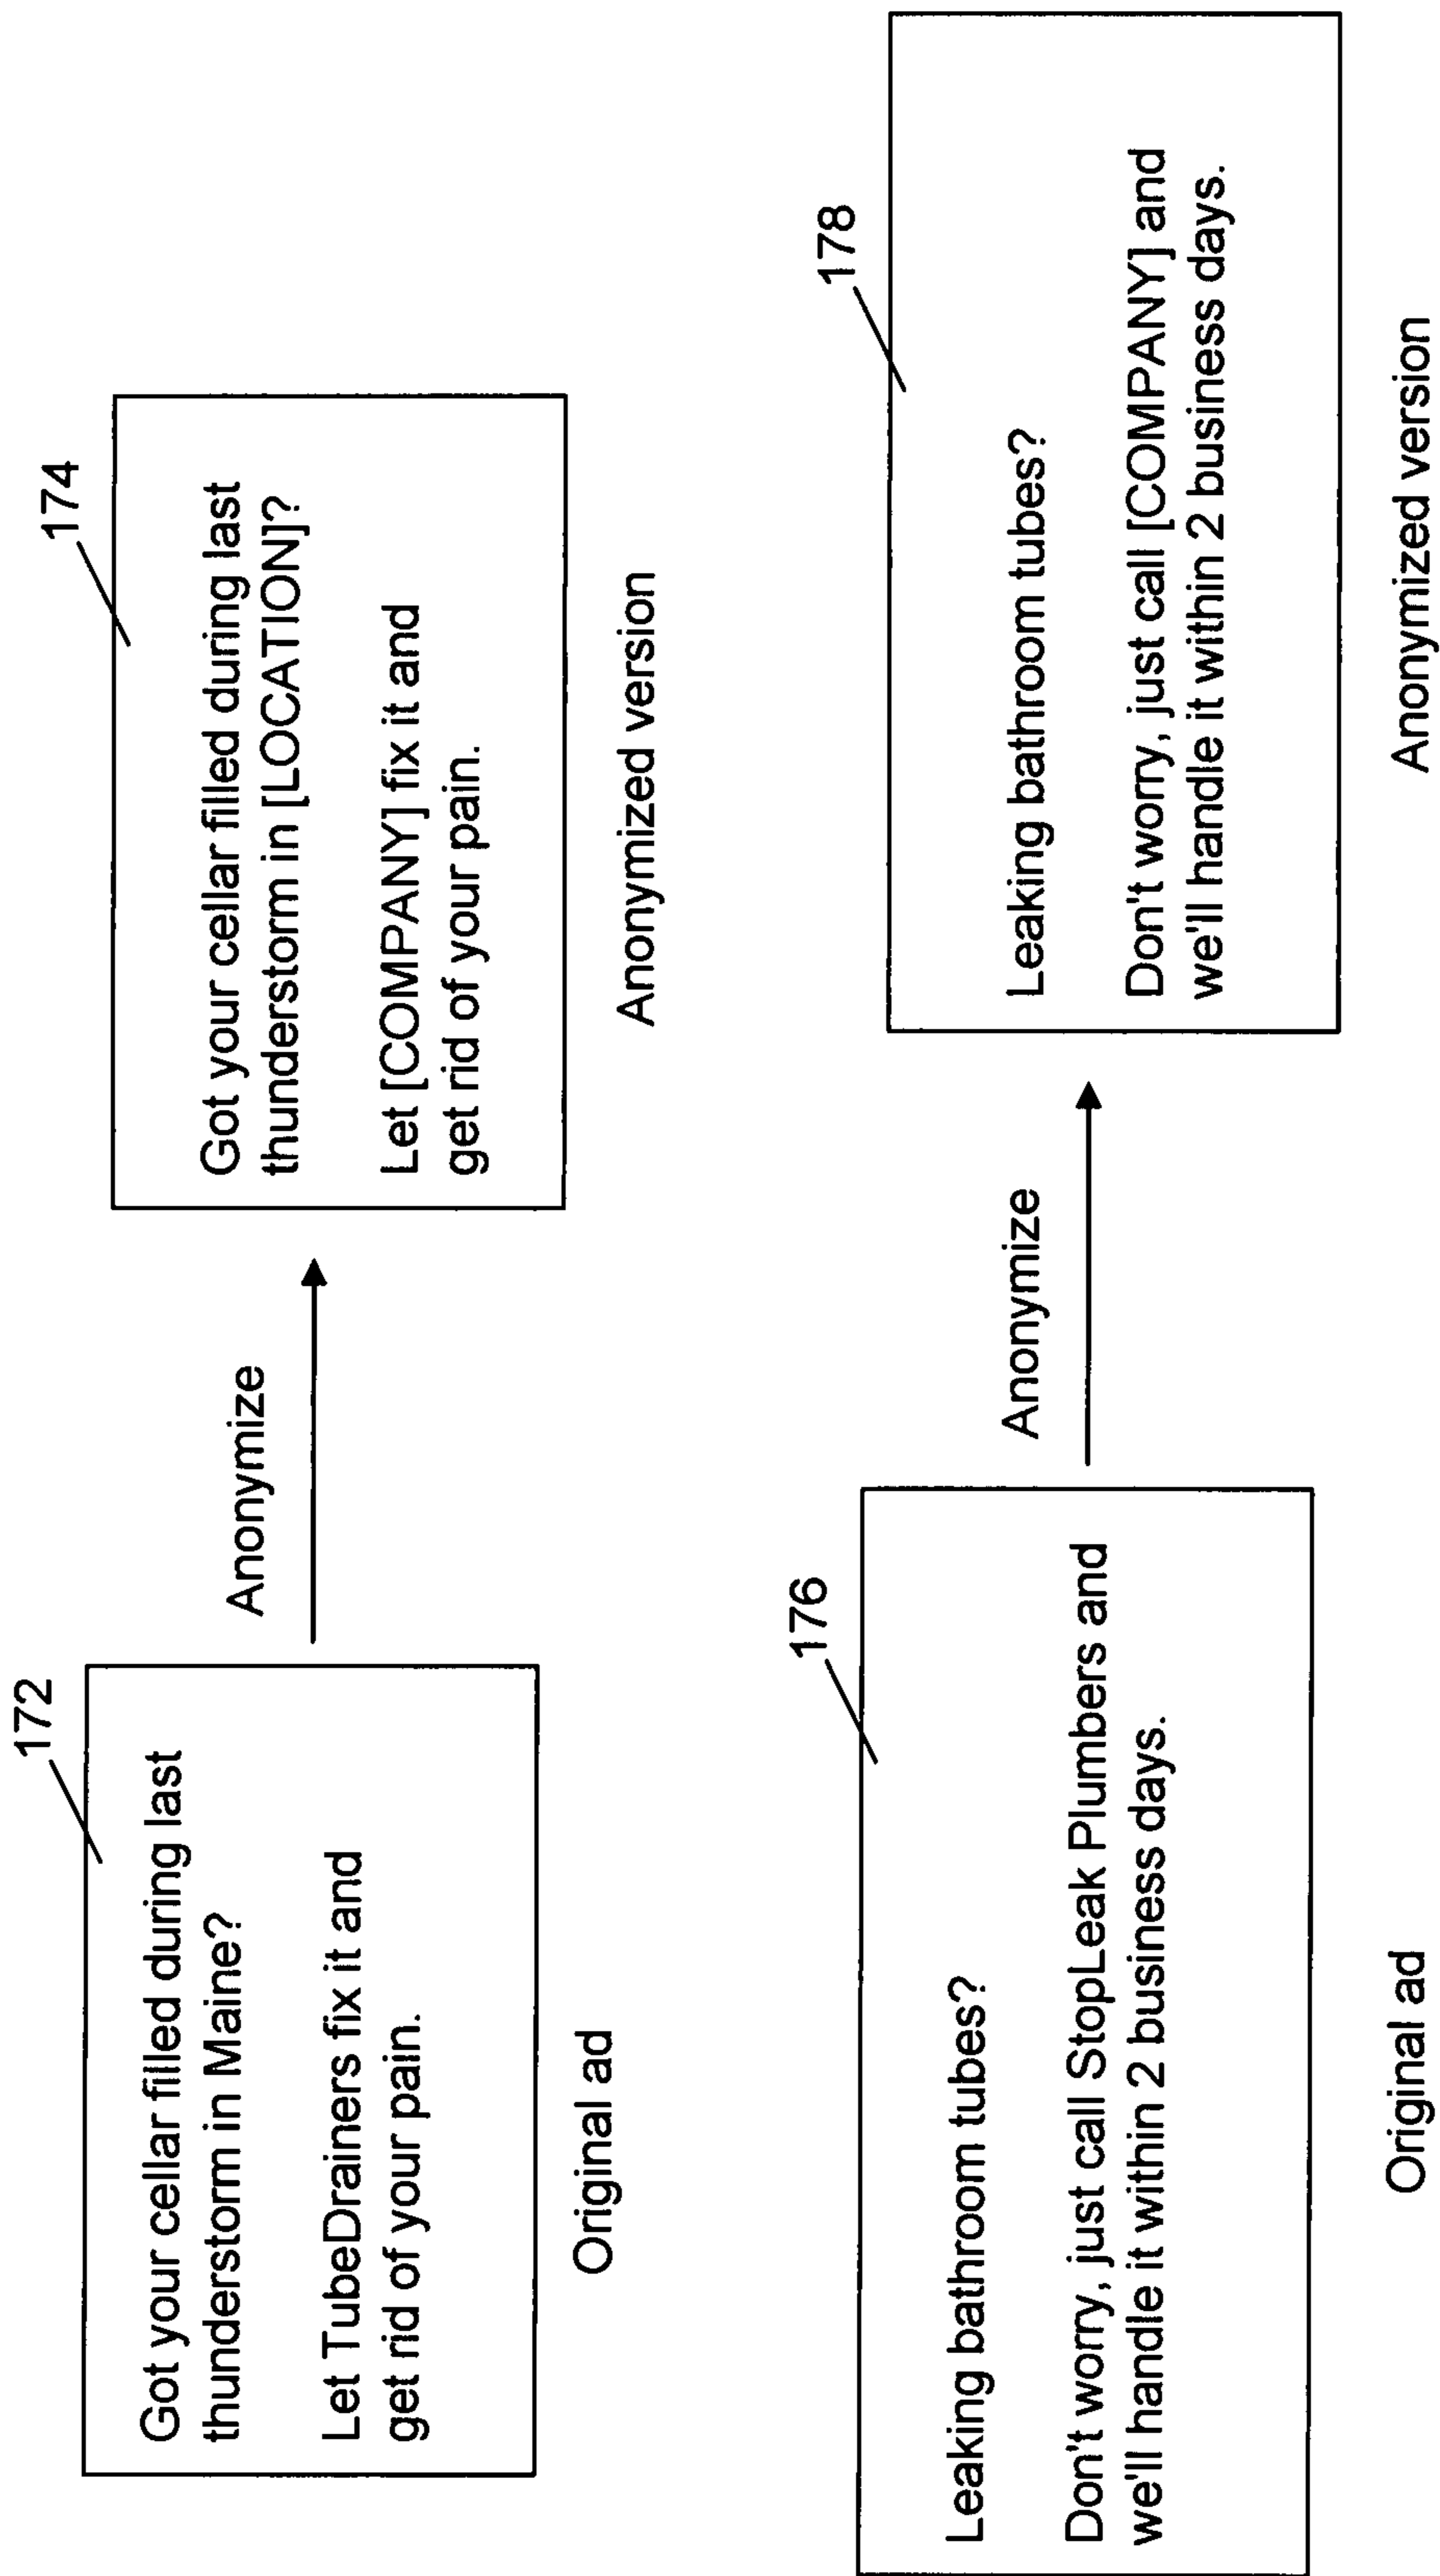 172
Got your cellar filled during last
thunderstorm in Maine?
Let TubeDrainers fix it and
get rid of your pain.
Original ad
Anonymize
174
Got your cellar filled during last
thunderstorm in [LOCATION]?
Let [COMPANY] fix it and
get rid of your pain.
Anonymized version
176
Leaking bathroom tubes?
Don't worry, just call StopLeak Plumbers and
we'll handle it within 2 business days.
Original ad
Anonymize
178
Leaking bathroom tubes?
Don't worry, just call [COMPANY] and
we'll handle it within 2 business days.
Anonymized version